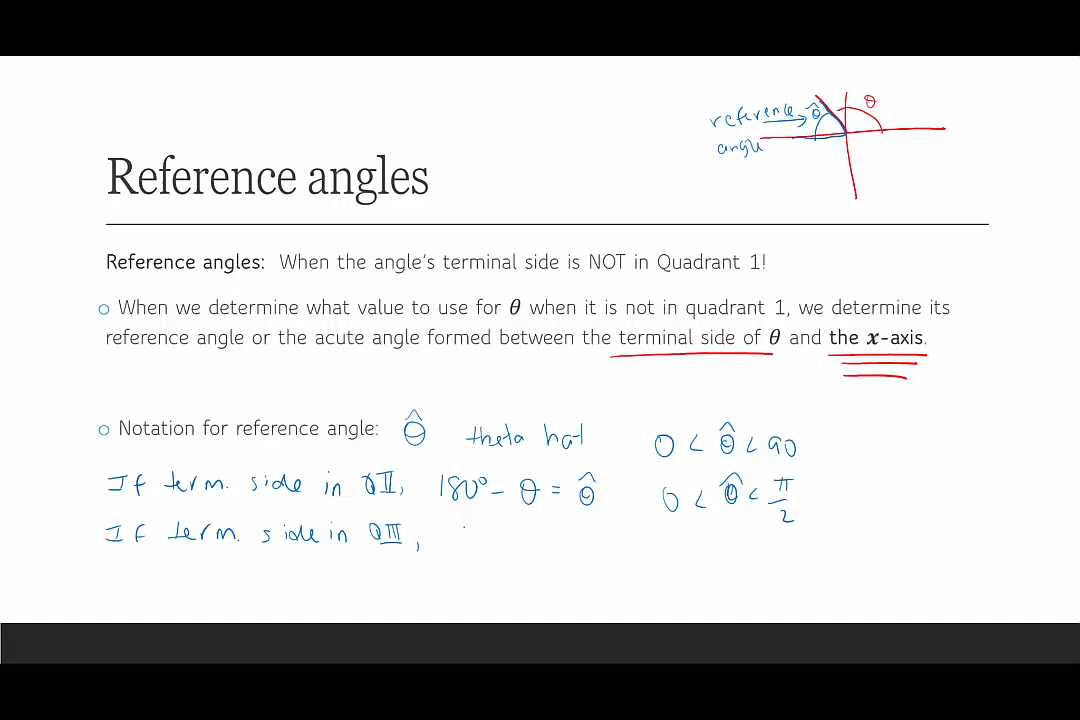 reference θ̂ θ
angle
Reference angles
Reference angles: When the angle's terminal side is NOT in Quadrant 1!
When we determine what value to use for θ when it is not in quadrant 1, we determine its
reference angle or the acute angle formed between the terminal side of θ and the x-axis.
Notation for reference angle: θ̂ theta hat 0 < θ̂ < 90
If term. side in QII, 180° - θ = θ̂ 0 < θ̂ < π/2
If term. side in QIII,